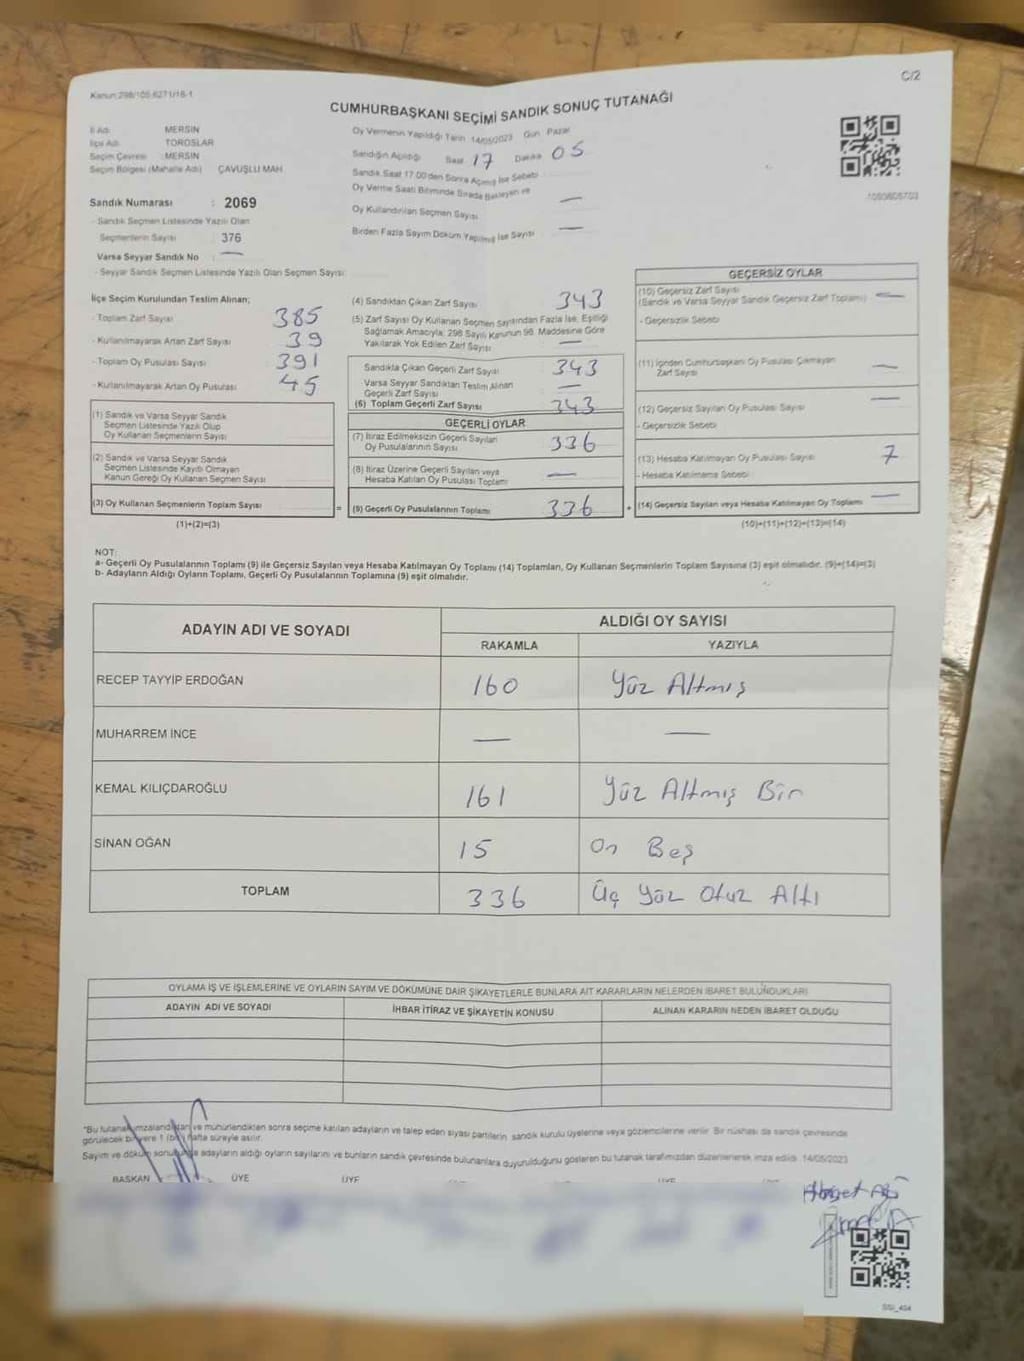 C/2
Kanun:298/105-6271/16-1
CUMHURBAŞKANI SEÇİMİ SANDIK SONUÇ TUTANAĞI
İl Adı MERSİN
İlçe Adı TOROSLAR
Seçim Çevresi : MERSİN
Seçim Bölgesi (Mahalle Adı) ÇAVUŞLU MAH
Oy Vermenin Yapıldığı Tarih 14/05/2023 Gün Pazar
Sandığın Açıldığı Saat 17 Dakika 05
Sandık Saat 17.00'den Sonra Açılmış İse Sebebi
Oy Verme Saati Bitiminde Sırada Bekleyen ve
Oy Kullandırılan Seçmen Sayısı —
Birden Fazla Sayım Döküm Yapılmış İse Sayısı —
Sandık Numarası : 2069
- Sandık Seçmen Listesinde Yazılı Olan
Seçmenlerin Sayısı : 376
Varsa Seyyar Sandık No : —
- Seyyar Sandık Seçmen Listesinde Yazılı Olan Seçmen Sayısı:
İlçe Seçim Kurulundan Teslim Alınan;
- Toplam Zarf Sayısı 385
- Kullanılmayarak Artan Zarf Sayısı 39
- Toplam Oy Pusulası Sayısı 391
- Kullanılmayarak Artan Oy Pusulası 45
(1) Sandık ve Varsa Seyyar Sandık
Seçmen Listesinde Yazılı Olup
Oy Kullanan Seçmenlerin Sayısı
(2) Sandık ve Varsa Seyyar Sandık
Seçmen Listesinde Kayıtlı Olmayan
Kanun Gereği Oy Kullanan Seçmen Sayısı
(3) Oy Kullanan Seçmenlerin Toplam Sayısı
(1)+(2)=(3)
(4) Sandıktan Çıkan Zarf Sayısı 343
(5) Zarf Sayısı Oy Kullanan Seçmen Sayısından Fazla İse, Eşitliği
Sağlamak Amacıyla; 298 Sayılı Kanunun 98. Maddesine Göre
Yakılarak Yok Edilen Zarf Sayısı —
Sandıkta Çıkan Geçerli Zarf Sayısı 343
Varsa Seyyar Sandıktan Teslim Alınan
Geçerli Zarf Sayısı —
(6) Toplam Geçerli Zarf Sayısı 343
GEÇERLİ OYLAR
(7) İtiraz Edilmeksizin Geçerli Sayılan
Oy Pusulalarının Sayısı 336
(8) İtiraz Üzerine Geçerli Sayılan veya
Hesaba Katılan Oy Pusulası Toplamı —
(9) Geçerli Oy Pusulalarının Toplamı 336
GEÇERSİZ OYLAR
(10) Geçersiz Zarf Sayısı
(Sandık ve Varsa Seyyar Sandık Geçersiz Zarf Toplamı) —
- Geçersizlik Sebebi
(11) İçinden Cumhurbaşkanı Oy Pusulası Çıkmayan
Zarf Sayısı —
(12) Geçersiz Sayılan Oy Pusulası Sayısı —
- Geçersizlik Sebebi
(13) Hesaba Katılmayan Oy Pusulası Sayısı 7
- Hesaba Katılmama Sebebi
(14) Geçersiz Sayılan veya Hesaba Katılmayan Oy Toplamı —
(10)+(11)+(12)+(13)=(14)
NOT:
a- Geçerli Oy Pusulalarının Toplamı (9) ile Geçersiz Sayılan veya Hesaba Katılmayan Oy Toplamı (14) Toplamları, Oy Kullanan Seçmenlerin Toplam Sayısına (3) eşit olmalıdır. (9)+(14)=(3)
b- Adayların Aldığı Oyların Toplamı, Geçerli Oy Pusulalarının Toplamına (9) eşit olmalıdır.
ADAYIN ADI VE SOYADI ALDIĞI OY SAYISI
RAKAMLA YAZIYLA
RECEP TAYYİP ERDOĞAN 160 Yüz Altmış
MUHARREM İNCE — —
KEMAL KILIÇDAROĞLU 161 Yüz Altmış Bir
SİNAN OĞAN 15 On Beş
TOPLAM 336 Üç Yüz Otuz Altı
OYLAMA İŞ VE İŞLEMLERİNE VE OYLARIN SAYIM VE DÖKÜMÜNE DAİR ŞİKAYETLERLE BUNLARA AİT KARARLARIN NELERDEN İBARET BULUNDUKLARI
ADAYIN ADI VE SOYADI İHBAR İTİRAZ VE ŞİKAYETİN KONUSU ALINAN KARARIN NEDEN İBARET OLDUĞU
*Bu tutanak imzalandıktan ve mühürlendikten sonra seçime katılan adayların ve talep eden siyasi partilerin sandık kurulu üyelerine veya gözlemcilerine verilir. Bir nüshası da sandık çevresinde
görülecek bir yere 1 (bir) hafta süreyle asılır.
Sayım ve döküm sonucunda adayların aldığı oyların sayılarını ve bunların sandık çevresinde bulunanlara duyurulduğunu gösteren bu tutanak tarafımızdan düzenlenerek imza edildi. 14/05/2023
BAŞKAN ÜYE ÜYE ÜYE